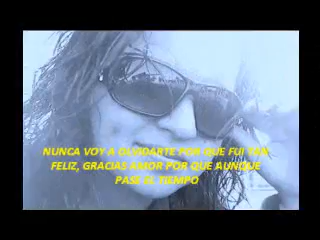 NUNCA VOY A OLVIDARTE POR QUE FUI TAN
FELIZ, GRACIAS AMOR POR QUE AUNQUE
PASE EL TIEMPO